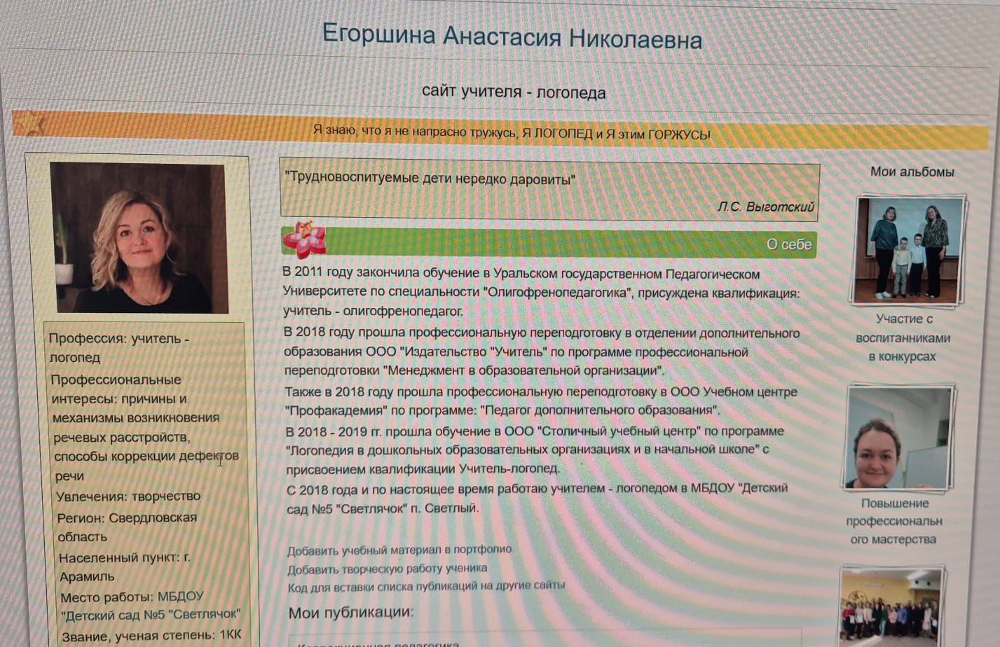 Егоршина Анастасия Николаевна
сайт учителя - логопеда
Я знаю, что я не напрасно тружусь, Я ЛОГОПЕД и Я этим ГОРЖУСЬ!
Профессия: учитель -
логопед
Профессиональные
интересы: причины и
механизмы возникновения
речевых расстройств,
способы коррекции дефектов
речи
Увлечения: творчество
Регион: Свердловская
область
Населенный пункт: г.
Арамиль
Место работы: МБДОУ
"Детский сад №5 "Светлячок"
Звание, ученая степень: 1КК
"Трудновоспитуемые дети нередко даровиты"
Л.С. Выготский
О себе
В 2011 году закончила обучение в Уральском государственном Педагогическом
Университете по специальности "Олигофренопедагогика", присуждена квалификация:
учитель - олигофренопедагог.
В 2018 году прошла профессиональную переподготовку в отделении дополнительного
образования ООО "Издательство "Учитель" по программе профессиональной
переподготовки "Менеджмент в образовательной организации".
Также в 2018 году прошла профессиональную переподготовку в ООО Учебном центре
"Профакадемия" по программе: "Педагог дополнительного образования".
В 2018 - 2019 гг. прошла обучение в ООО "Столичный учебный центр" по программе
"Логопедия в дошкольных образовательных организациях и в начальной школе" с
присвоением квалификации Учитель-логопед.
С 2018 года и по настоящее время работаю учителем - логопедом в МБДОУ "Детский
сад №5 "Светлячок" п. Светлый.
Добавить учебный материал в портфолио
Добавить творческую работу ученика
Код для вставки списка публикаций на другие сайты
Мои публикации:
Коррекционная педагогика
Мои альбомы
Участие с
воспитанниками
в конкурсах
Повышение
профессиональн
ого мастерства